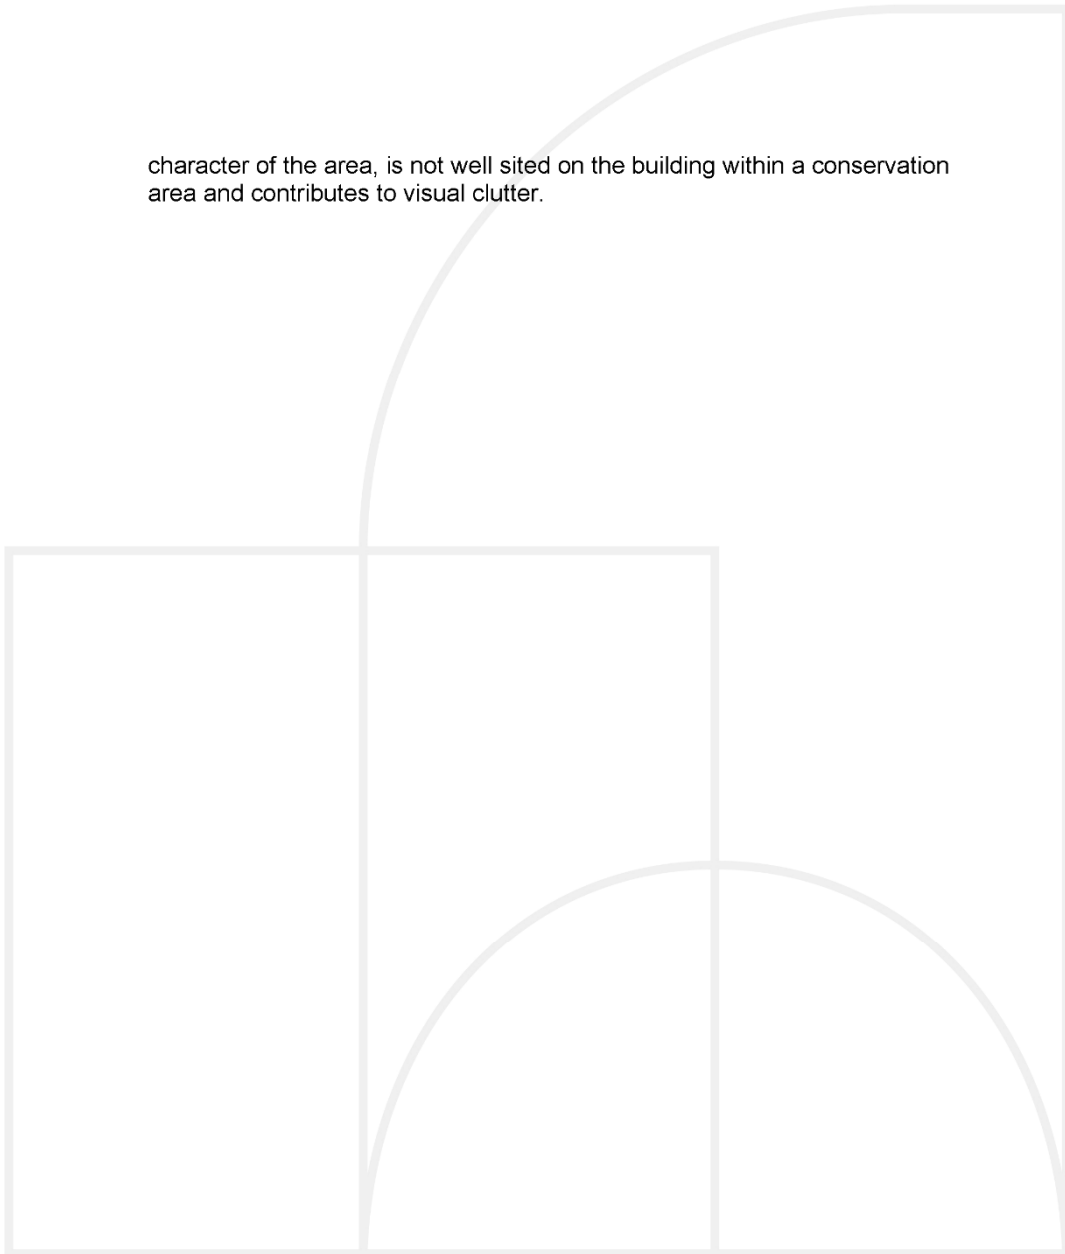 character of the area, is not well sited on the building within a conservation
area and contributes to visual clutter.